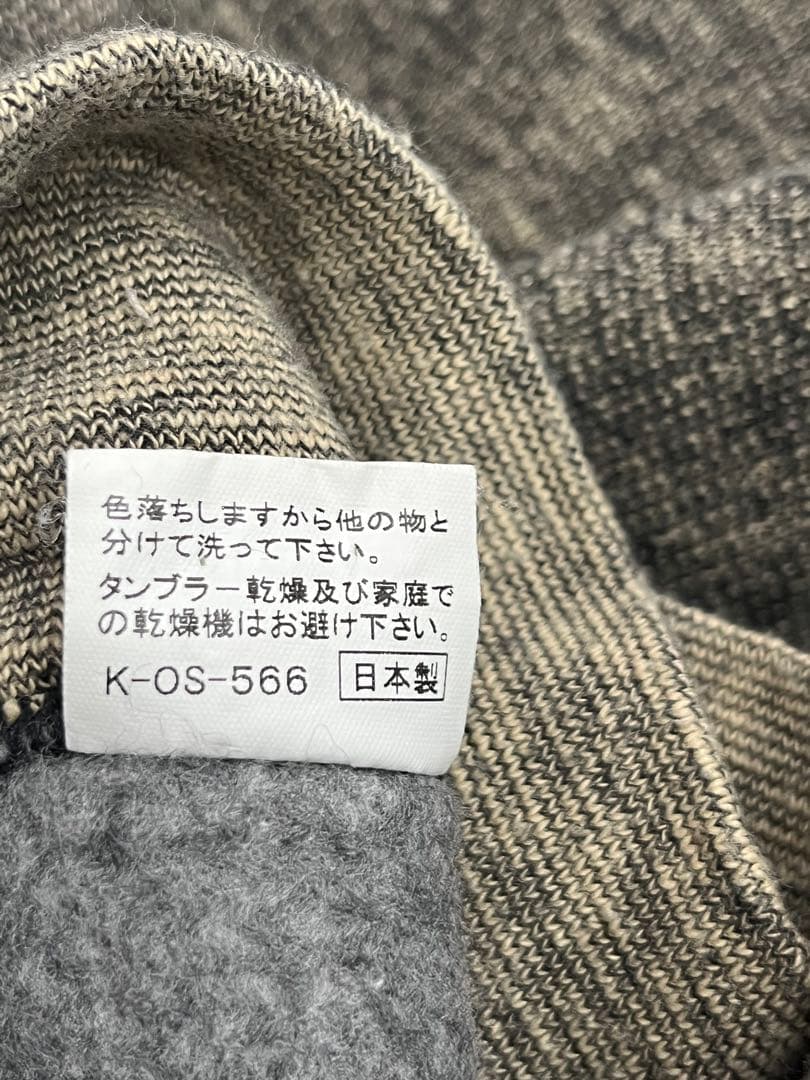 色落ちしますから他の物と
分けて洗って下さい。
タンブラー乾燥及び家庭で
の乾燥機はお避け下さい。
K-OS-566 日本製